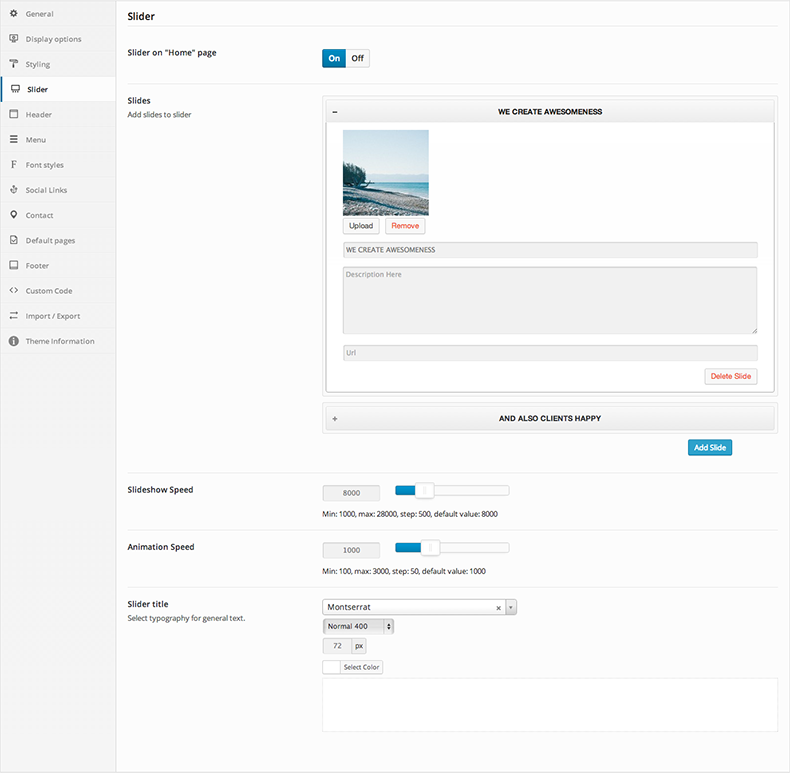 General
Display options
Styling
Slider
Header
Menu
Font styles
Social Links
Contact
Default pages
Footer
Custom Code
Import / Export
Theme Information
Slider
Slider on "Home" page
On Off
Slides
Add slides to slider
WE CREATE AWESOMENESS
Upload Remove
WE CREATE AWESOMENESS
Description Here
Url
Delete Slide
AND ALSO CLIENTS HAPPY
Add Slide
Slideshow Speed
8000
Min: 1000, max: 28000, step: 500, default value: 8000
Animation Speed
1000
Min: 100, max: 3000, step: 50, default value: 1000
Slider title
Select typography for general text.
Montserrat
Normal 400
72 px
Select Color